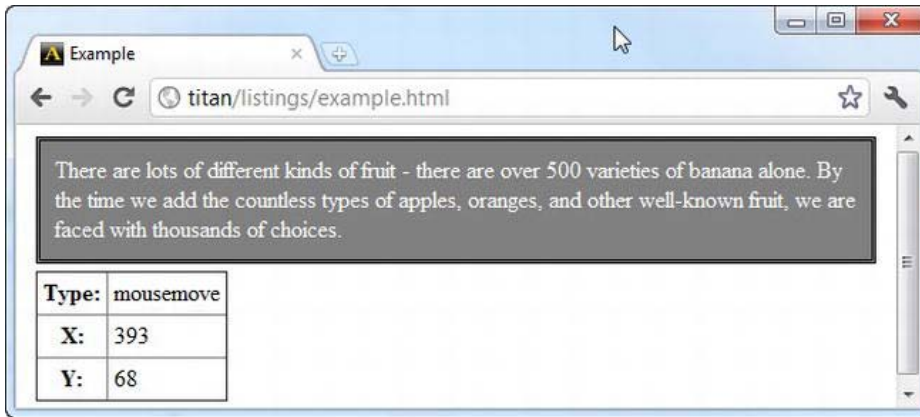 Example
titan/listings/example.html
There are lots of different kinds of fruit - there are over 500 varieties of banana alone. By
the time we add the countless types of apples, oranges, and other well-known fruit, we are
faced with thousands of choices.
Type: mousemove
X: 393
Y: 68